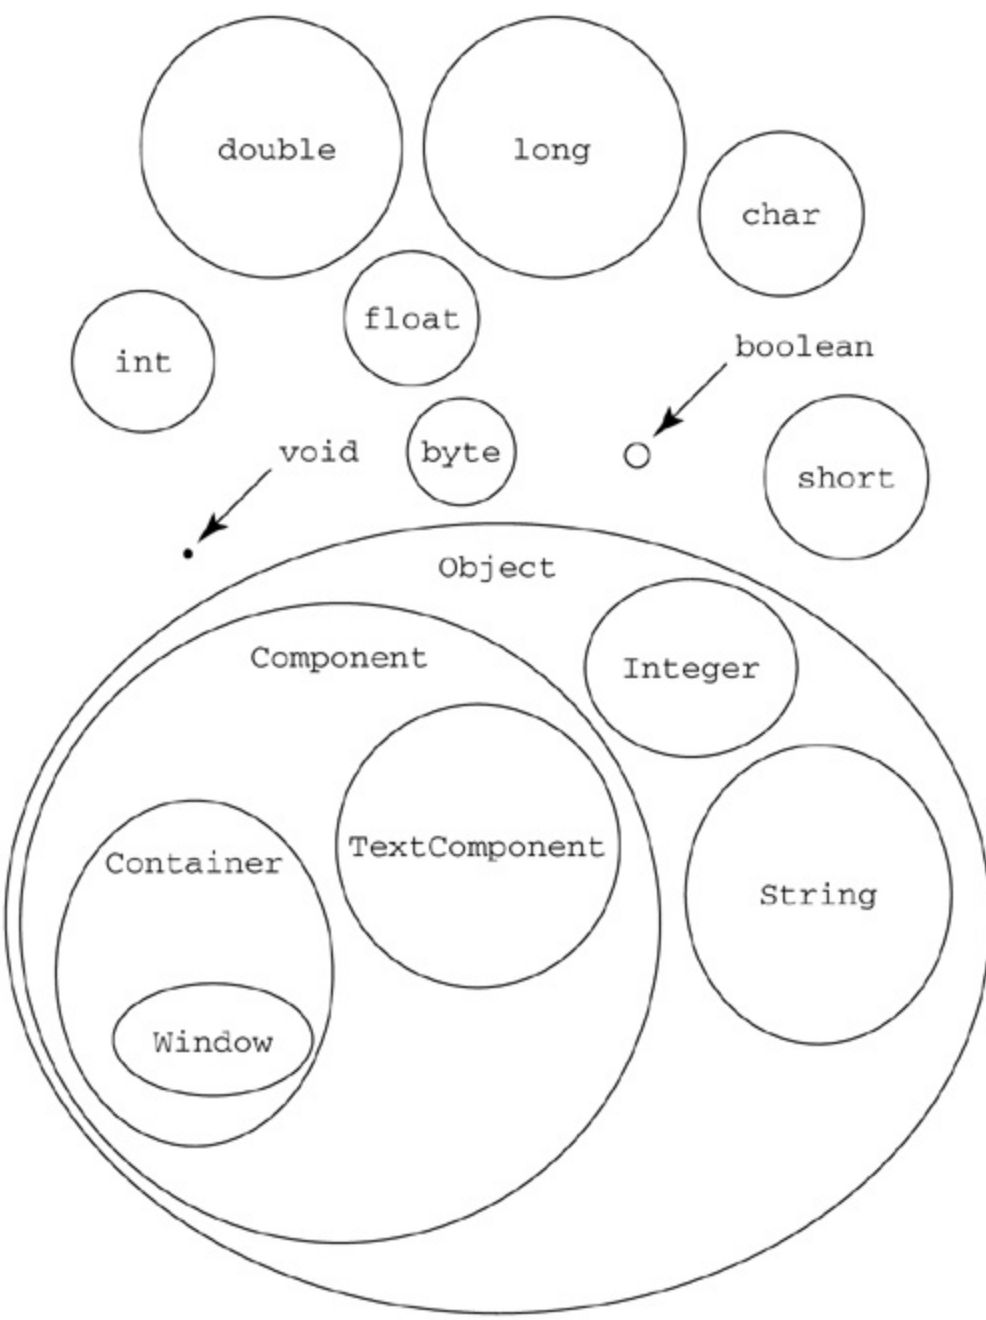 double
long
char
float
int
boolean
void
byte
short
Object
Component
Integer
TextComponent
Container
String
Window